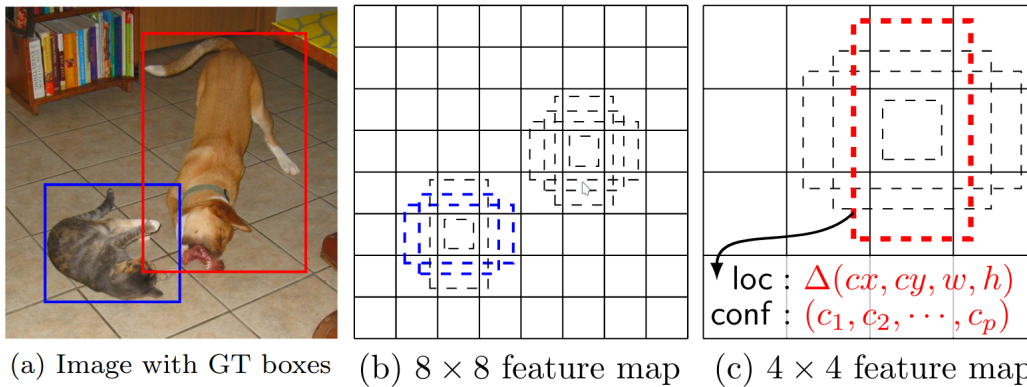 loc : Δ(cx, cy, w, h)
conf : (c₁, c₂, ⋯, cₚ)
(a) Image with GT boxes
(b) 8 × 8 feature map
(c) 4 × 4 feature map